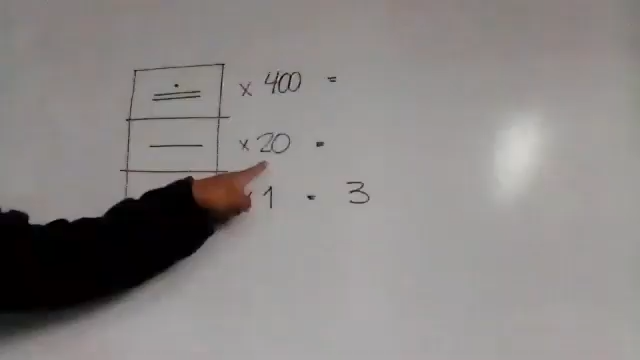 x 400 =
x 20 =
1 = 3